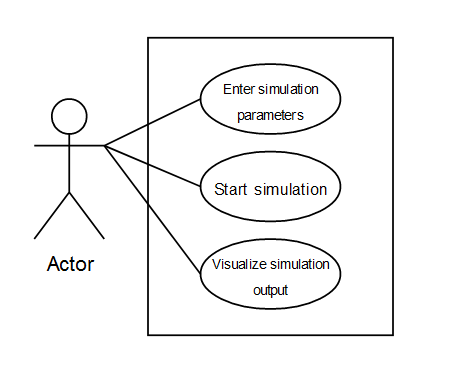 Enter simulation
parameters
Start simulation
Visualize simulation
output
Actor